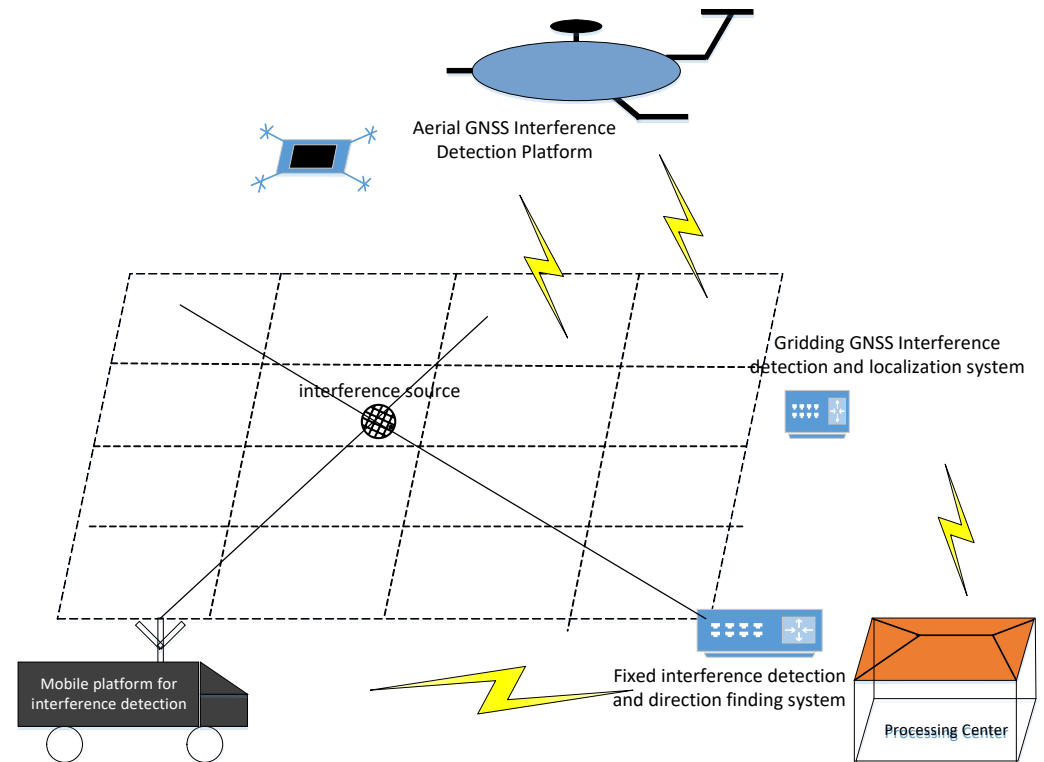 Aerial GNSS Interference
Detection Platform
Gridding GNSS Interference
detection and localization system
interference source
Mobile platform for
interference detection
Fixed interference detection
and direction finding system
Processing Center